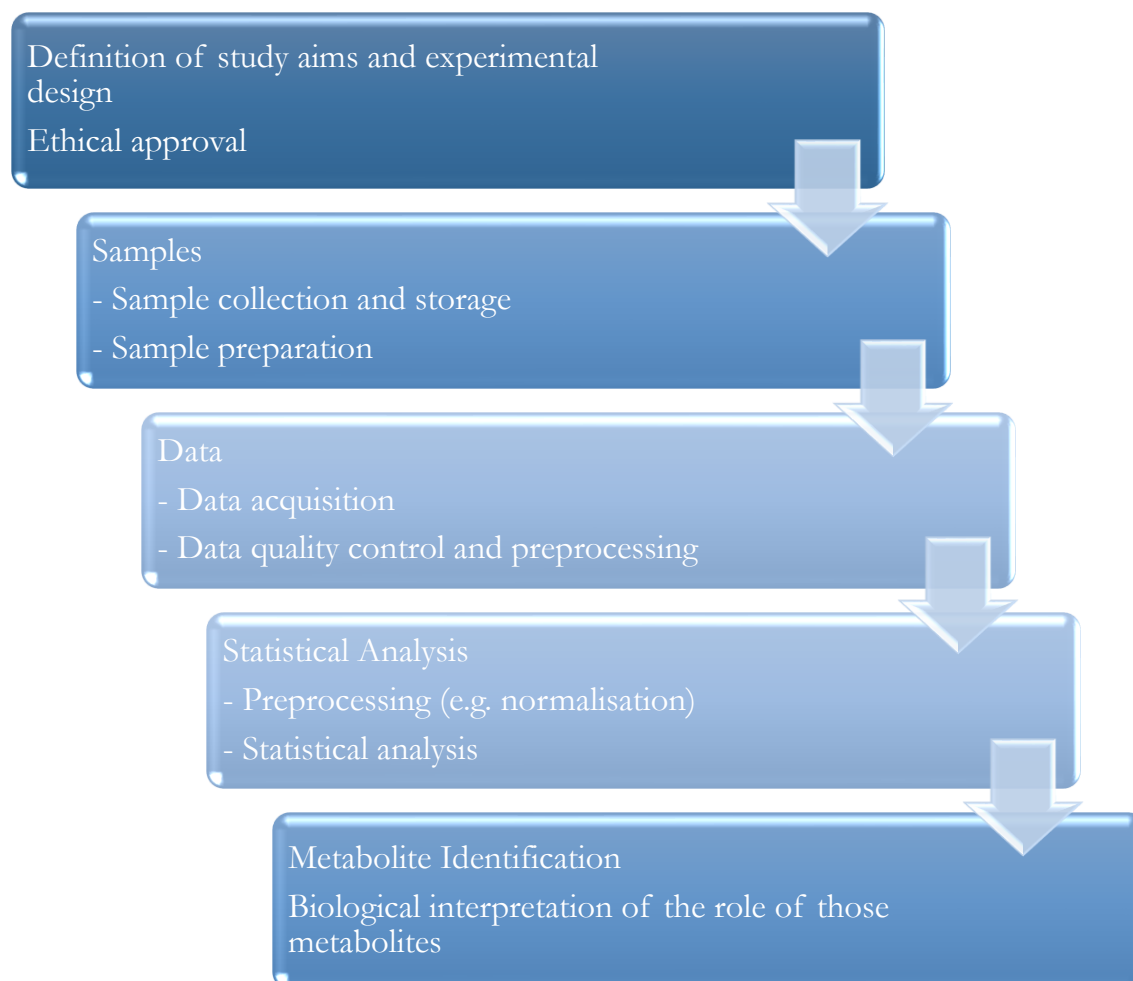 Definition of study aims and experimental
design
Ethical approval
Samples
- Sample collection and storage
- Sample preparation
Data
- Data acquisition
- Data quality control and preprocessing
Statistical Analysis
- Preprocessing (e.g. normalisation)
- Statistical analysis
Metabolite Identification
Biological interpretation of the role of those
metabolites